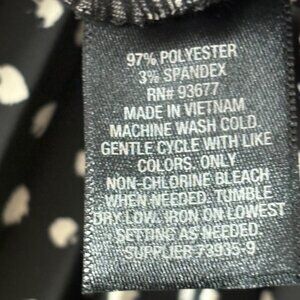 97% POLYESTER
3% SPANDEX
RN# 93677
MADE IN VIETNAM
MACHINE WASH COLD
GENTLE CYCLE WITH LIKE
COLORS. ONLY
NON-CHLORINE BLEACH
WHEN NEEDED. TUMBLE
DRY LOW. IRON ON LOWEST
SETTING AS NEEDED
SUPPLIER 73935-9